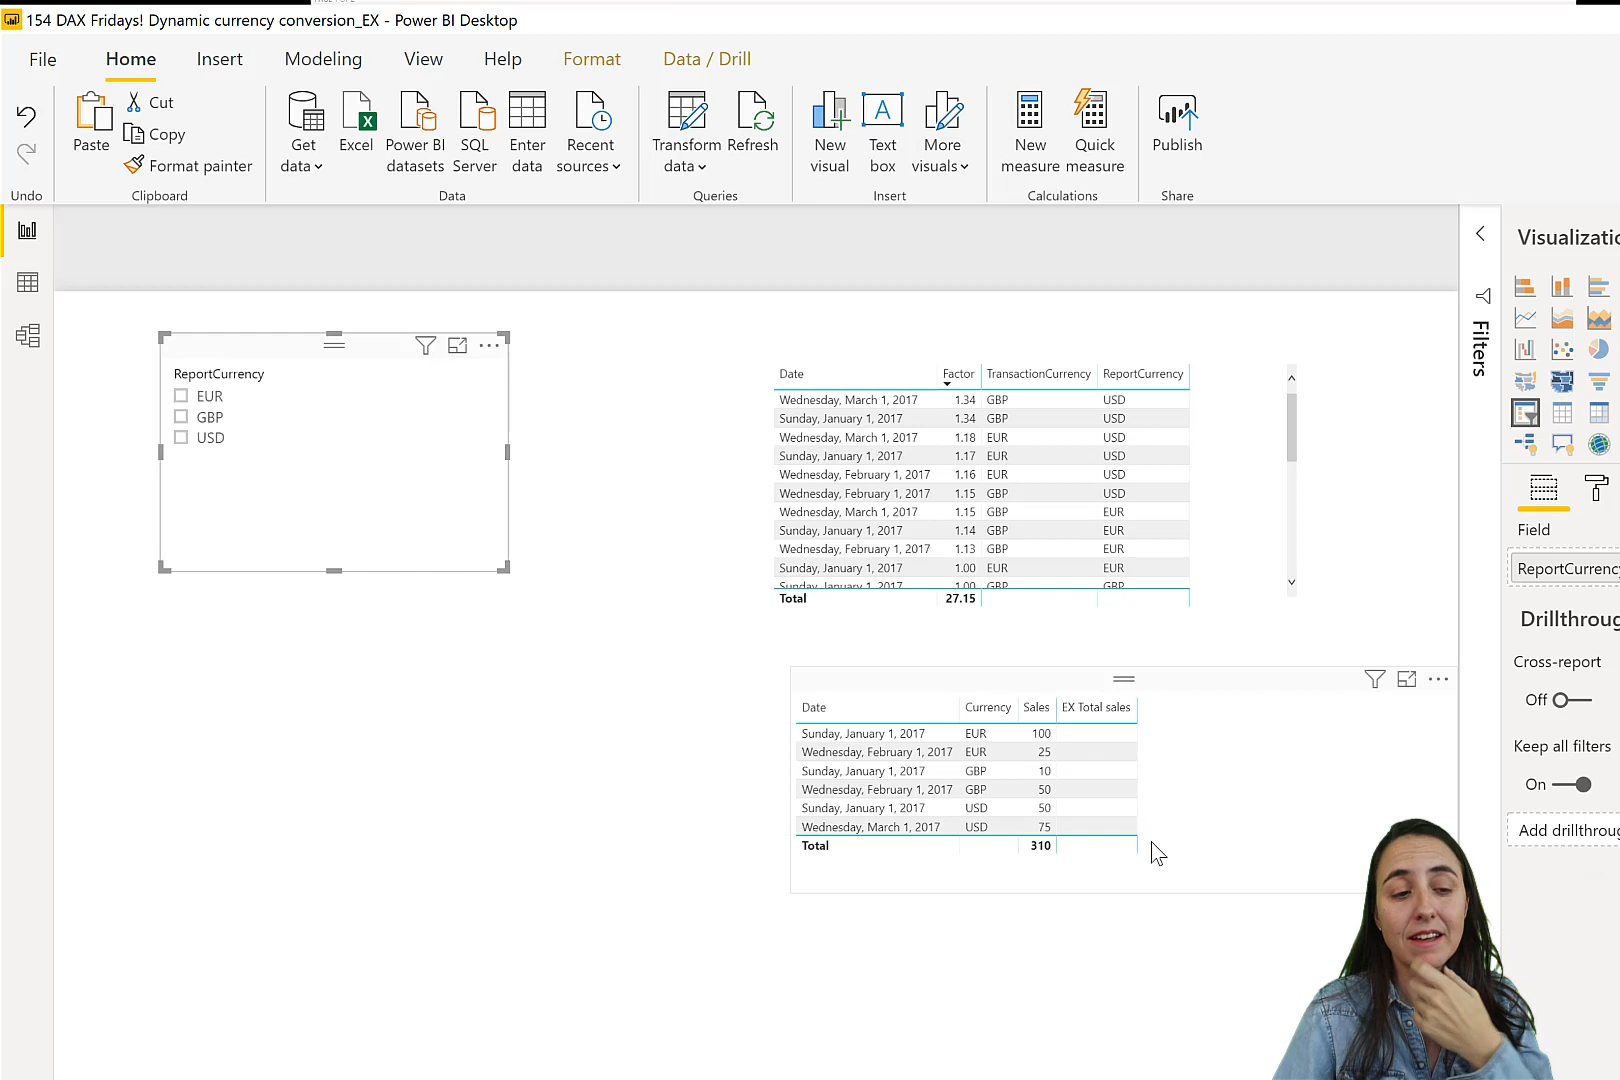 154 DAX Fridays! Dynamic currency conversion_EX - Power BI Desktop
File Home Insert Modeling View Help Format Data / Drill
Paste
Cut
Copy
Format painter
Get data
Excel
Power BI datasets
SQL Server
Enter data
Recent sources
Transform data
Refresh
New visual
Text box
More visuals
New measure
Quick measure
Publish
Undo Clipboard Data Queries Insert Calculations Share
ReportCurrency
EUR
GBP
USD
Date Factor TransactionCurrency ReportCurrency
Wednesday, March 1, 2017 1.34 GBP USD
Sunday, January 1, 2017 1.34 GBP USD
Wednesday, March 1, 2017 1.18 EUR USD
Sunday, January 1, 2017 1.17 EUR USD
Wednesday, February 1, 2017 1.16 EUR USD
Wednesday, February 1, 2017 1.15 GBP USD
Wednesday, March 1, 2017 1.15 GBP EUR
Sunday, January 1, 2017 1.14 GBP EUR
Wednesday, February 1, 2017 1.13 GBP EUR
Sunday, January 1, 2017 1.00 EUR EUR
Sunday, January 1, 2017 1.00 GBP GBP
Total 27.15
Date Currency Sales EX Total sales
Sunday, January 1, 2017 EUR 100
Wednesday, February 1, 2017 EUR 25
Sunday, January 1, 2017 GBP 10
Wednesday, February 1, 2017 GBP 50
Sunday, January 1, 2017 USD 50
Wednesday, March 1, 2017 USD 75
Total 310
Filters
Visualizatio
Field
ReportCurrency
Drillthroug
Cross-report
Off
Keep all filters
On
Add drillthroug